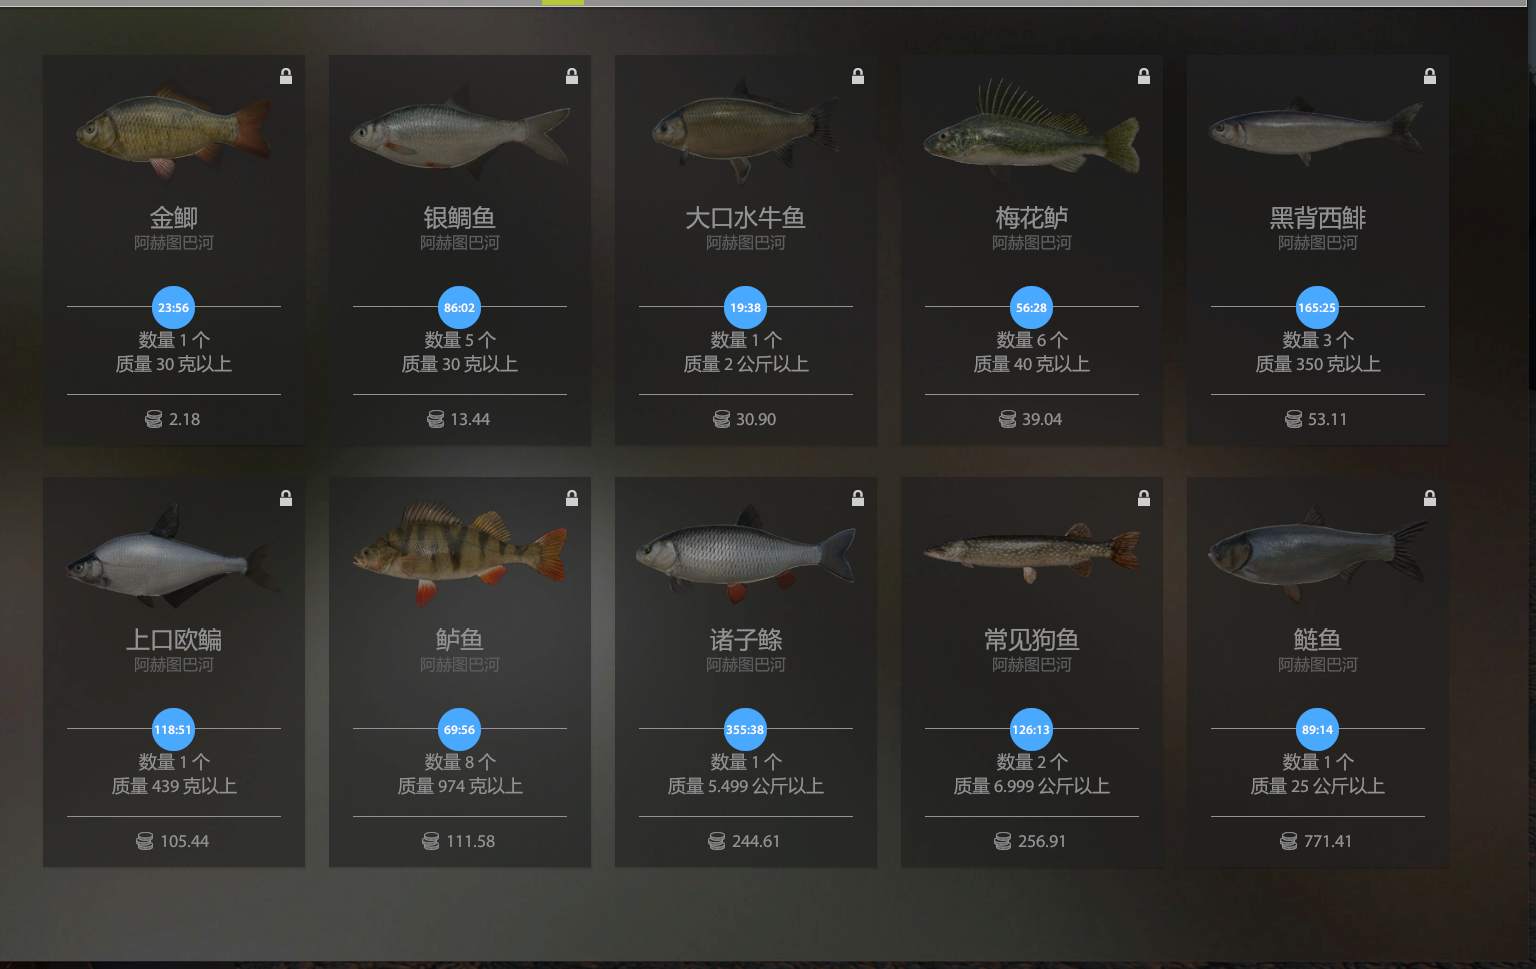 金鲫
阿赫图巴河
23:56
数量 1 个
质量 30 克以上
2.18
银鲷鱼
阿赫图巴河
86:02
数量 5 个
质量 30 克以上
13.44
大口水牛鱼
阿赫图巴河
19:38
数量 1 个
质量 2 公斤以上
30.90
梅花鲈
阿赫图巴河
56:28
数量 6 个
质量 40 克以上
39.04
黑背西鲱
阿赫图巴河
165:25
数量 3 个
质量 350 克以上
53.11
上口欧鳊
阿赫图巴河
118:51
数量 1 个
质量 439 克以上
105.44
鲈鱼
阿赫图巴河
69:56
数量 8 个
质量 974 克以上
111.58
诸子鲦
阿赫图巴河
355:38
数量 1 个
质量 5.499 公斤以上
244.61
常见狗鱼
阿赫图巴河
126:13
数量 2 个
质量 6.999 公斤以上
256.91
鲢鱼
阿赫图巴河
89:14
数量 1 个
质量 25 公斤以上
771.41